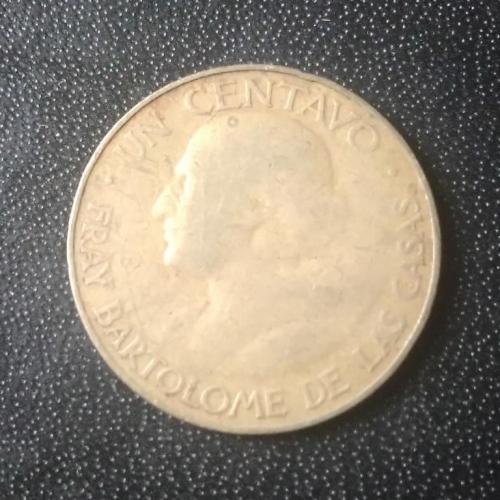 UN CENTAVO
FRAY BARTOLOME DE LAS CASAS